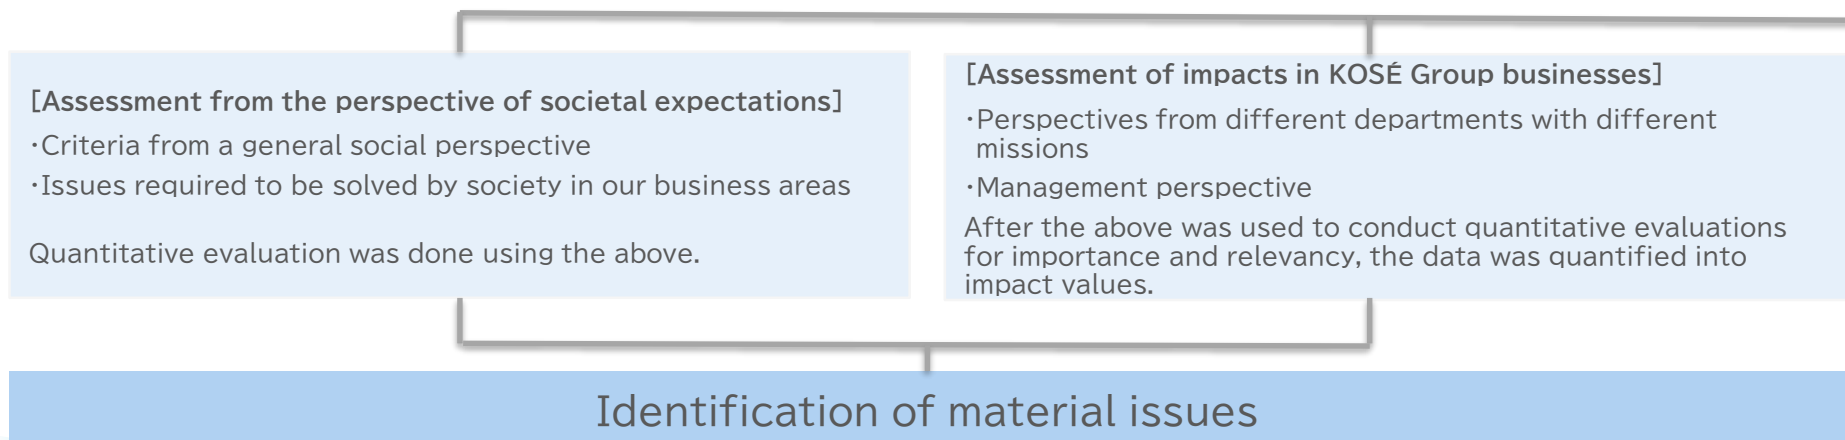 [Assessment from the perspective of societal expectations]
･Criteria from a general social perspective
･Issues required to be solved by society in our business areas
Quantitative evaluation was done using the above.
[Assessment of impacts in KOSÉ Group businesses]
･Perspectives from different departments with different
missions
･Management perspective
After the above was used to conduct quantitative evaluations
for importance and relevancy, the data was quantified into
impact values.
Identification of material issues